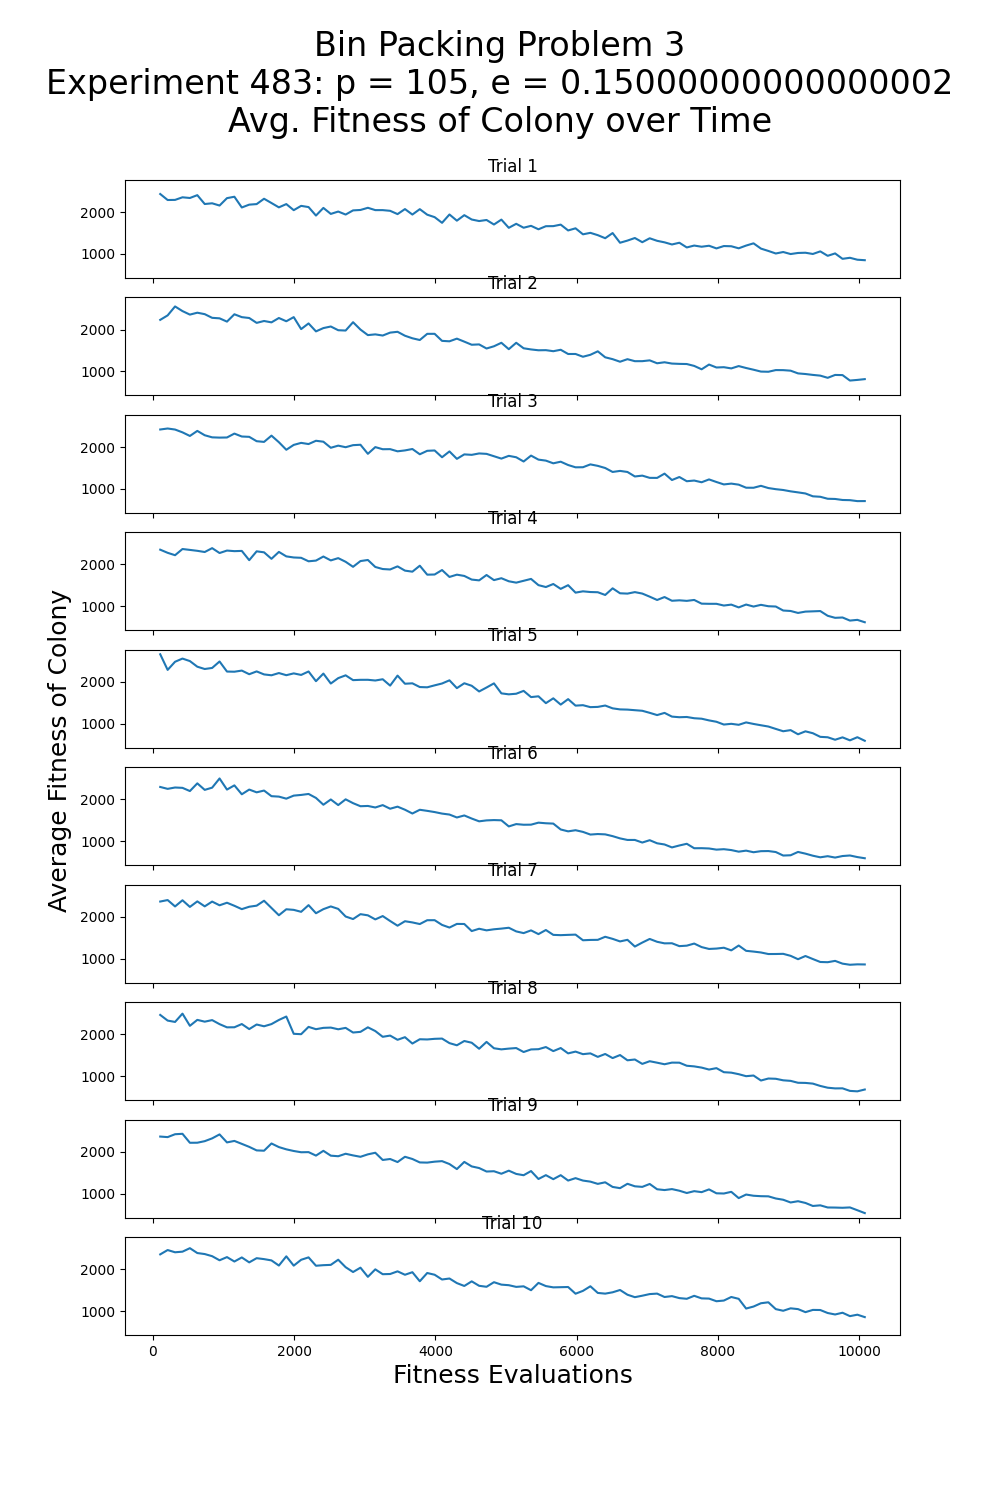 Bin Packing Problem 3
Experiment 483: p = 105, e = 0.15000000000000002
Avg. Fitness of Colony over Time
Trial 1
2000
1000
Trial 2
2000
1000
Trial 3
2000
1000
Trial 4
2000
1000
Trial 5
2000
1000
Trial 6
2000
1000
Trial 7
2000
1000
Trial 8
2000
1000
Trial 9
2000
1000
Trial 10
2000
1000
0 2000 4000 6000 8000 10000
Fitness Evaluations
Average Fitness of Colony